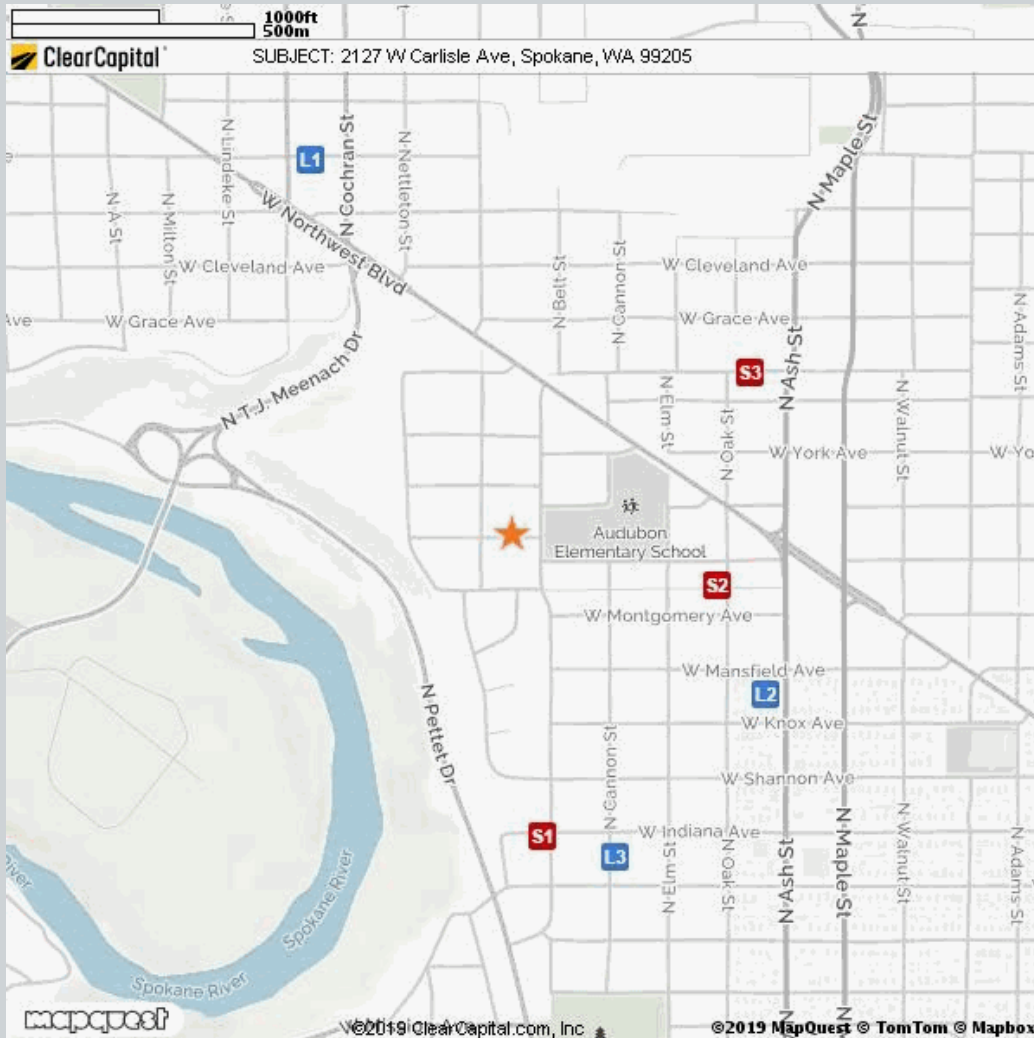 1000ft
500m
ClearCapital
SUBJECT: 2127 W Carlisle Ave, Spokane, WA 99205
N
N Lindeke St
N Cochran St
N Nettleton St
N Maple St
L1
N A St
N Milton St
W Northwest Blvd
W Cleveland Ave
W Cleveland Ave
N Belt St
N Cannon St
Ave
W Grace Ave
W Grace Ave
N Adams St
N T.J. Meenach Dr
N Ash St
S3
N Elm St
N Oak St
N Walnut St
W York Ave
W Yo
Audubon
Elementary School
S2
W Montgomery Ave
W Mansfield Ave
L2
W Knox Ave
N Pettet Dr
N Cannon St
W Shannon Ave
S1
W Indiana Ave
L3
N Elm St
N Oak St
N Ash St
N Maple St
N Walnut St
N Adams St
River
Spokane River
Spokane River
mapquest
©2019 ClearCapital.com, Inc
©2019 MapQuest © TomTom © Mapbox